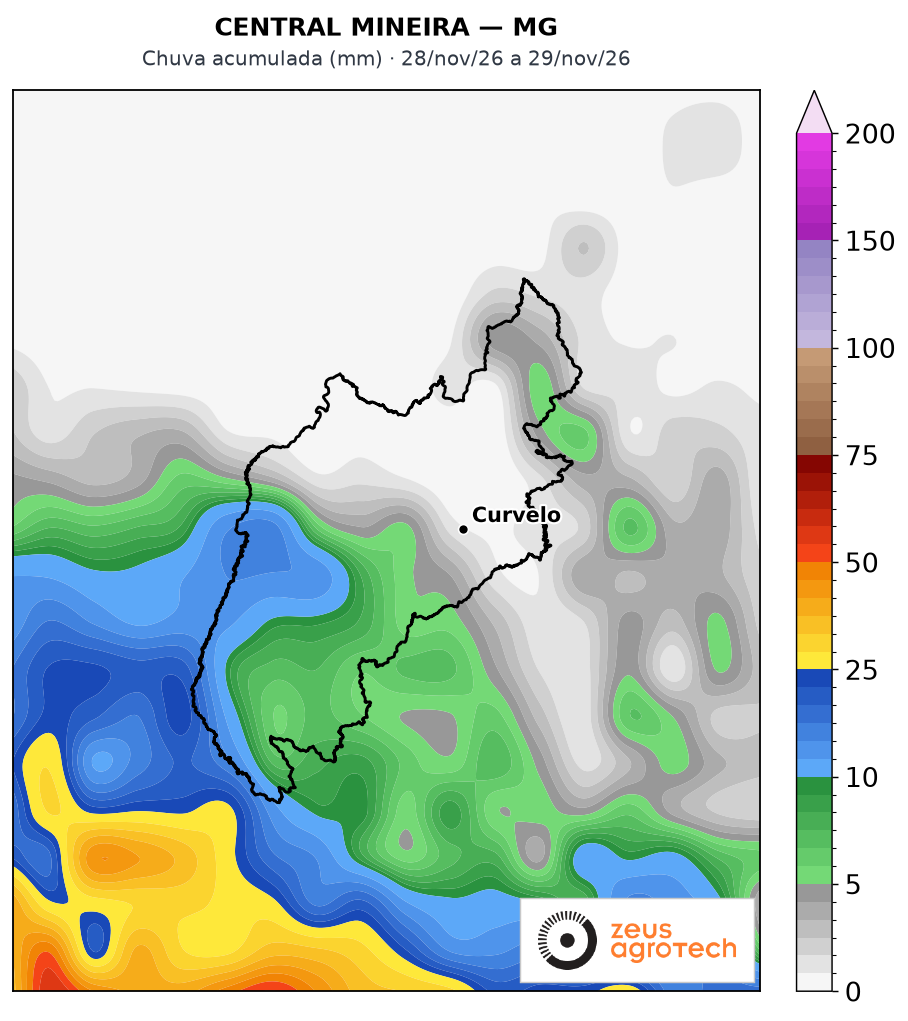 CENTRAL MINEIRA — MG
Chuva acumulada (mm) · 28/nov/26 a 29/nov/26
200
150
100
75
50
25
10
5
0
Curvelo
zeus
agrotech